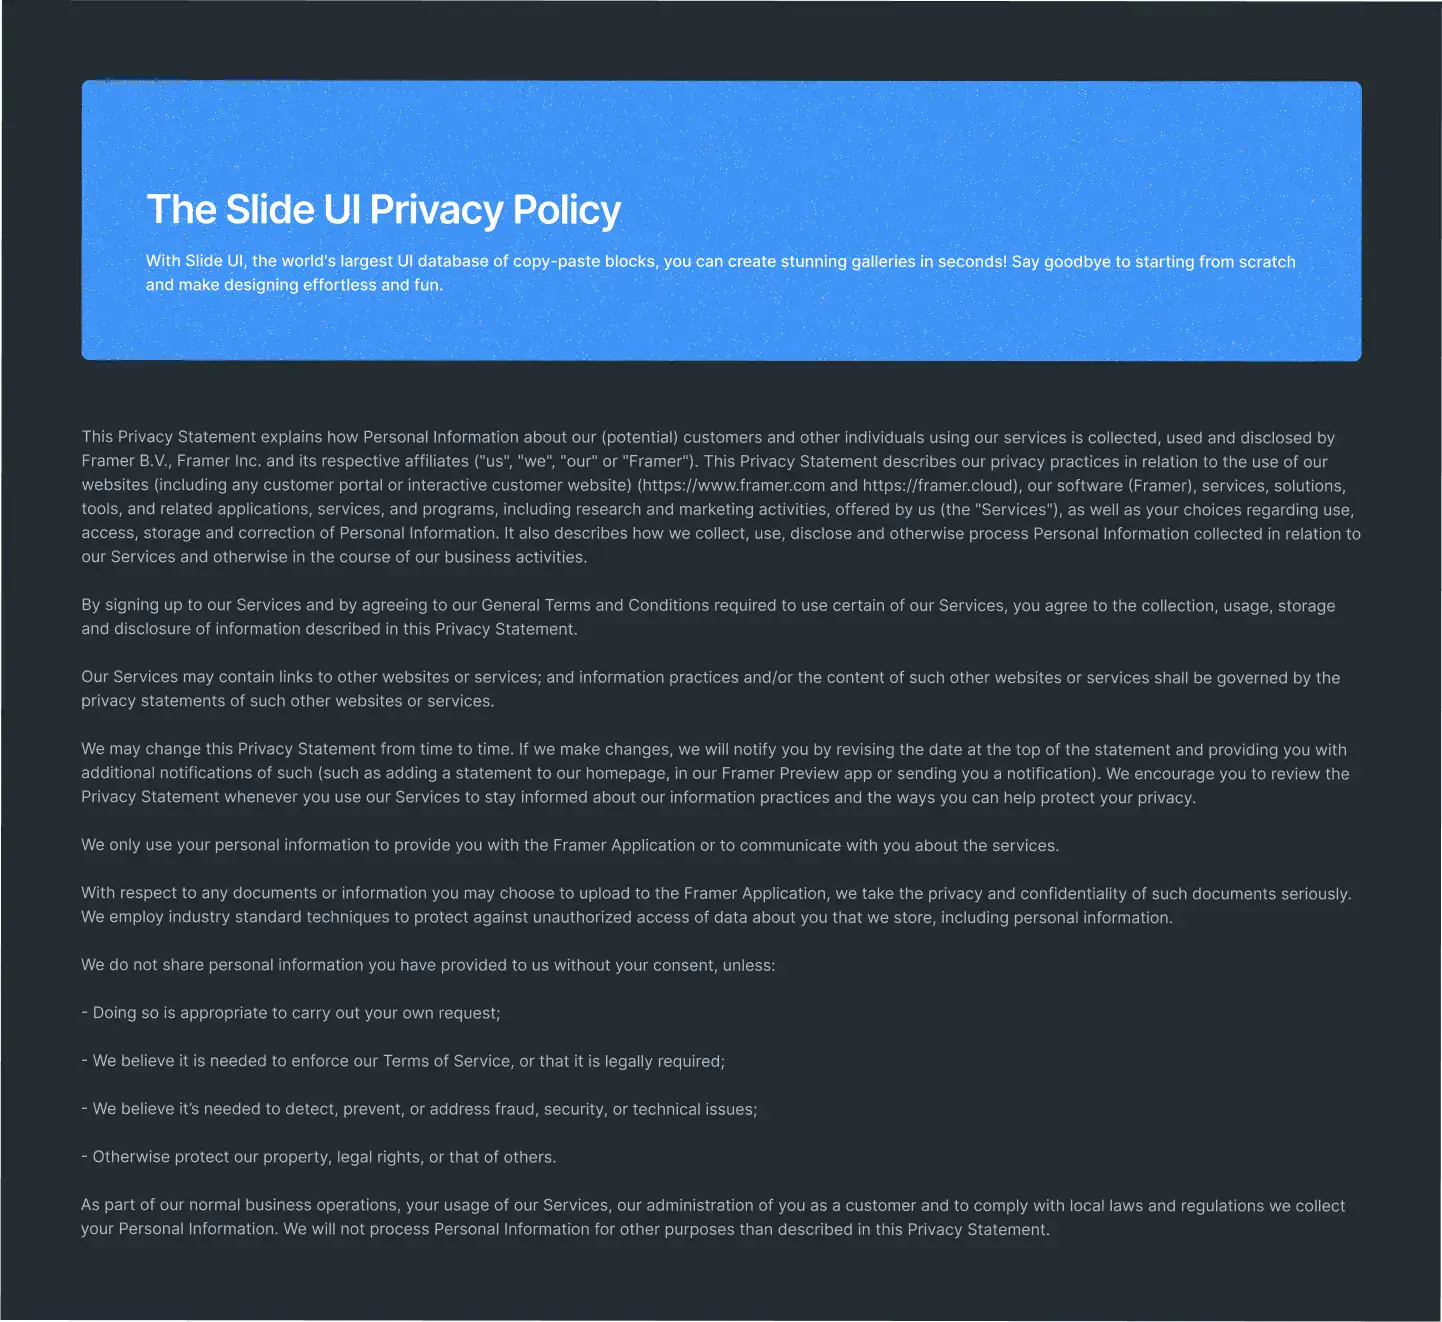 The Slide UI Privacy Policy
With Slide UI, the world's largest UI database of copy-paste blocks, you can create stunning galleries in seconds! Say goodbye to starting from scratch
and make designing effortless and fun.
This Privacy Statement explains how Personal Information about our (potential) customers and other individuals using our services is collected, used and disclosed by
Framer B.V., Framer Inc. and its respective affiliates ("us", "we", "our" or "Framer"). This Privacy Statement describes our privacy practices in relation to the use of our
websites (including any customer portal or interactive customer website) (https://www.framer.com and https://framer.cloud), our software (Framer), services, solutions,
tools, and related applications, services, and programs, including research and marketing activities, offered by us (the "Services"), as well as your choices regarding use,
access, storage and correction of Personal Information. It also describes how we collect, use, disclose and otherwise process Personal Information collected in relation to
our Services and otherwise in the course of our business activities.
By signing up to our Services and by agreeing to our General Terms and Conditions required to use certain of our Services, you agree to the collection, usage, storage
and disclosure of information described in this Privacy Statement.
Our Services may contain links to other websites or services; and information practices and/or the content of such other websites or services shall be governed by the
privacy statements of such other websites or services.
We may change this Privacy Statement from time to time. If we make changes, we will notify you by revising the date at the top of the statement and providing you with
additional notifications of such (such as adding a statement to our homepage, in our Framer Preview app or sending you a notification). We encourage you to review the
Privacy Statement whenever you use our Services to stay informed about our information practices and the ways you can help protect your privacy.
We only use your personal information to provide you with the Framer Application or to communicate with you about the services.
With respect to any documents or information you may choose to upload to the Framer Application, we take the privacy and confidentiality of such documents seriously.
We employ industry standard techniques to protect against unauthorized access of data about you that we store, including personal information.
We do not share personal information you have provided to us without your consent, unless:
- Doing so is appropriate to carry out your own request;
- We believe it is needed to enforce our Terms of Service, or that it is legally required;
- We believe it’s needed to detect, prevent, or address fraud, security, or technical issues;
- Otherwise protect our property, legal rights, or that of others.
As part of our normal business operations, your usage of our Services, our administration of you as a customer and to comply with local laws and regulations we collect
your Personal Information. We will not process Personal Information for other purposes than described in this Privacy Statement.